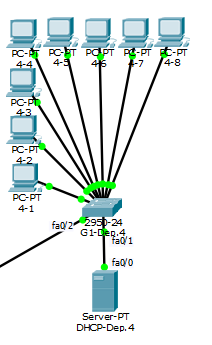 PC-PT
4-4
PC-PT
4-5
PC-PT
4-6
PC-PT
4-7
PC-PT
4-8
PC-PT
4-3
PC-PT
4-2
PC-PT
4-1
2950-24
G1-Dep.4
fa0/2
fa0/1
fa0/0
Server-PT
DHCP-Dep.4